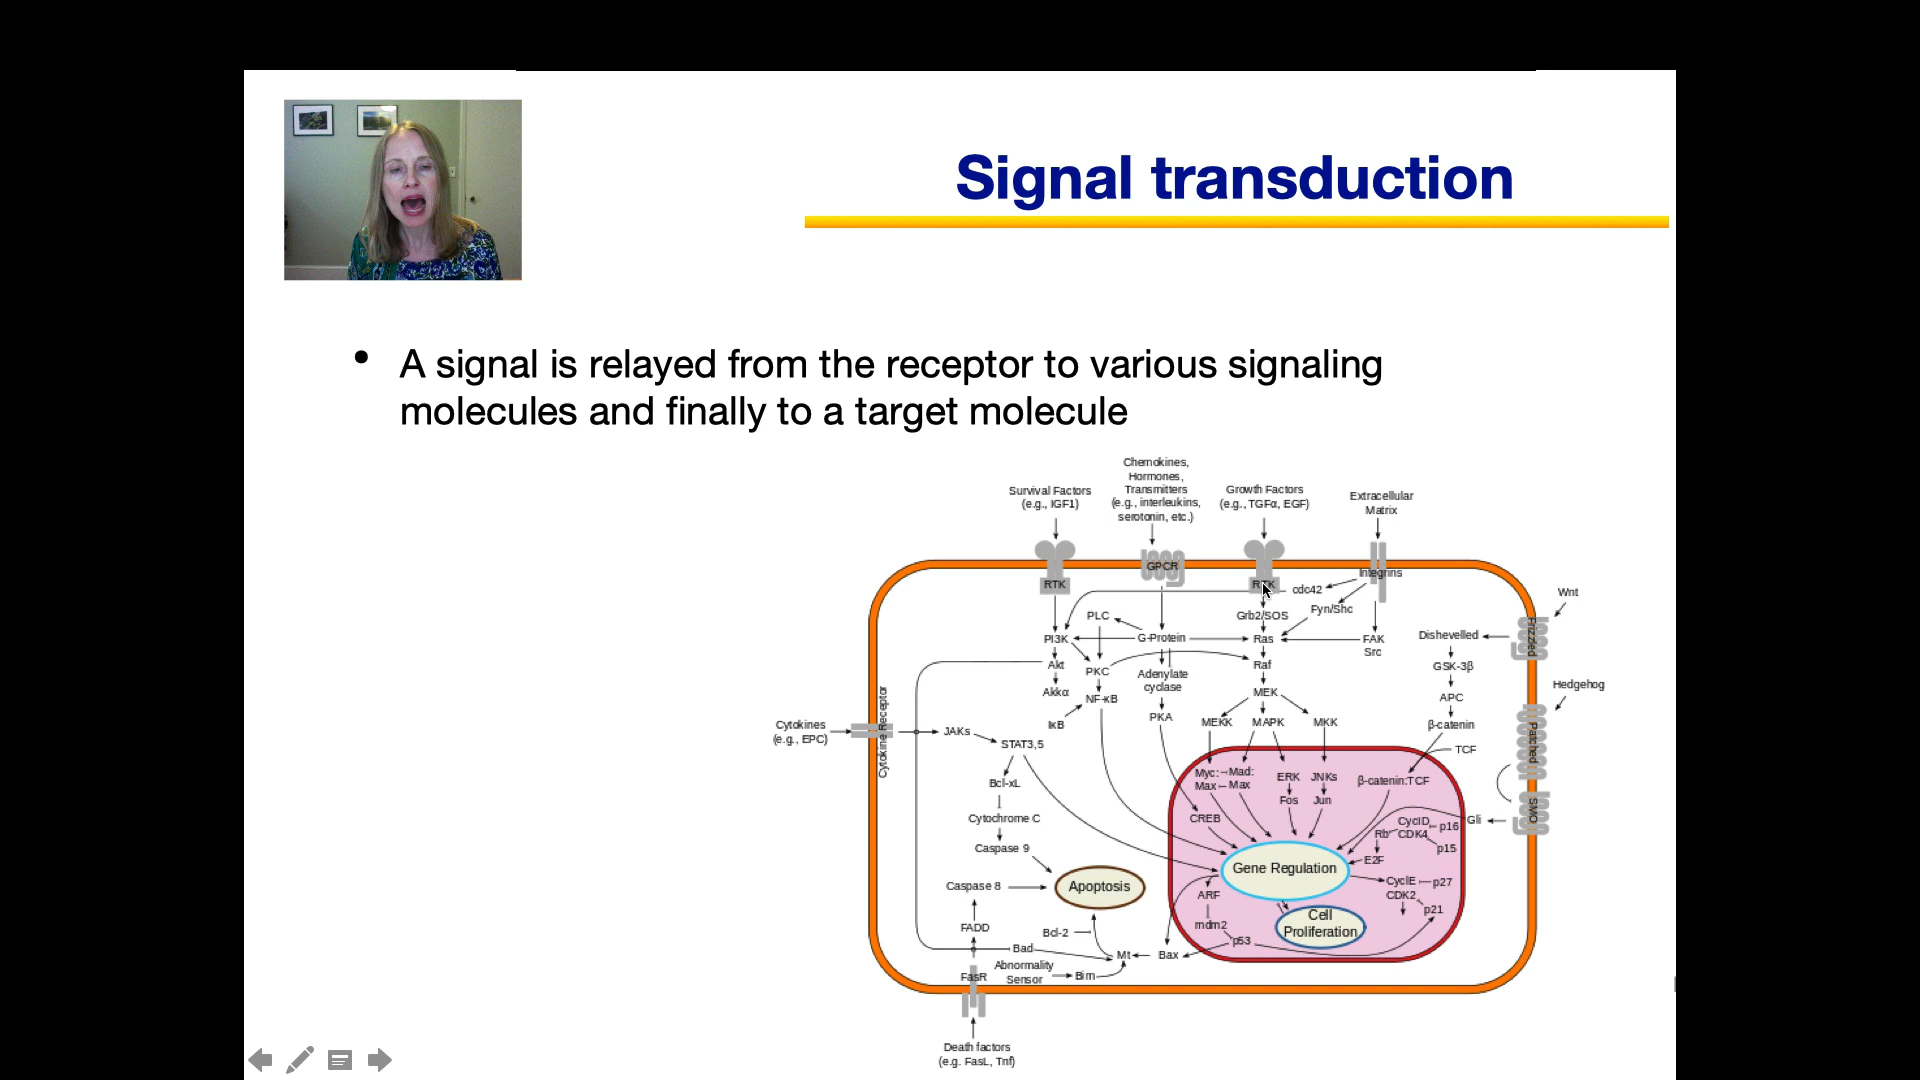 Signal transduction
• A signal is relayed from the receptor to various signaling
molecules and finally to a target molecule
Survival Factors
(e.g., IGF1)
Chemokines,
Hormones,
Transmitters
(e.g., interleukins,
serotonin, etc.)
Growth Factors
(e.g., TGFα, EGF)
Extracellular
Matrix
RTK
GPCR
RTK
Integrins
cdc42
Wnt
PLC
Grb2/SOS
Fyn/Shc
Frizzled
PI3K
G-Protein
Ras
FAK
Src
Dishevelled
Akt
PKC
Adenylate
cyclase
Raf
GSK-3β
Akkα
NF-κB
MEK
APC
Hedgehog
IκB
PKA
MEKK
MAPK
MKK
β-catenin
Cytokines
(e.g., EPC)
Cytokine Receptor
JAKs
STAT3,5
TCF
Patched
Bcl-xL
Myc:
Max
Mad:
Max
ERK
JNKs
β-catenin:TCF
Fos
Jun
Cytochrome C
CREB
CycID
CDK4
Rb
p16
p15
Gli
SMO
Caspase 9
Gene Regulation
E2F
Caspase 8
Apoptosis
ARF
CyclE
CDK2
p27
p21
FADD
Bcl-2
mdm2
Cell
Proliferation
p53
Bad
Mt
Bax
Abnormality
Sensor
Bim
FasR
Death factors
(e.g. FasL, Tnf)